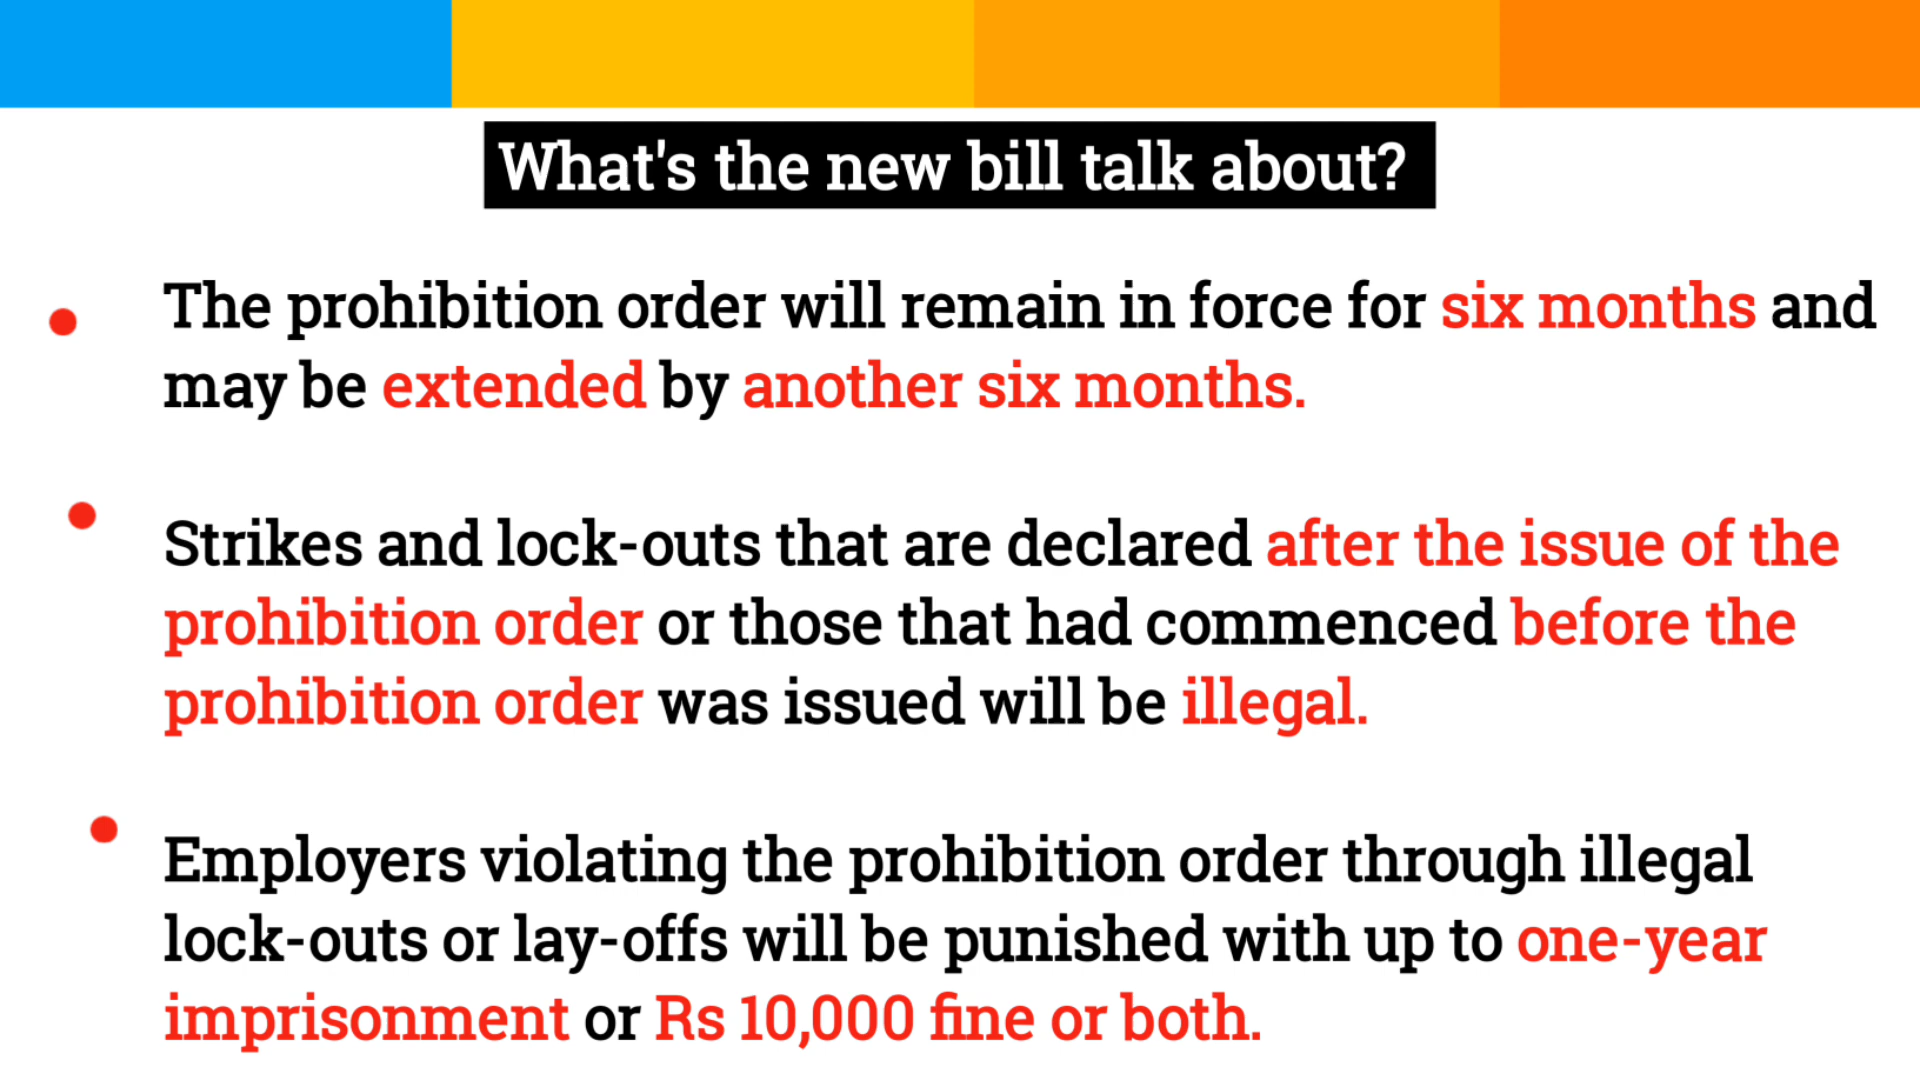 What's the new bill talk about?
The prohibition order will remain in force for six months and
may be extended by another six months.
Strikes and lock-outs that are declared after the issue of the
prohibition order or those that had commenced before the
prohibition order was issued will be illegal.
Employers violating the prohibition order through illegal
lock-outs or lay-offs will be punished with up to one-year
imprisonment or Rs 10,000 fine or both.